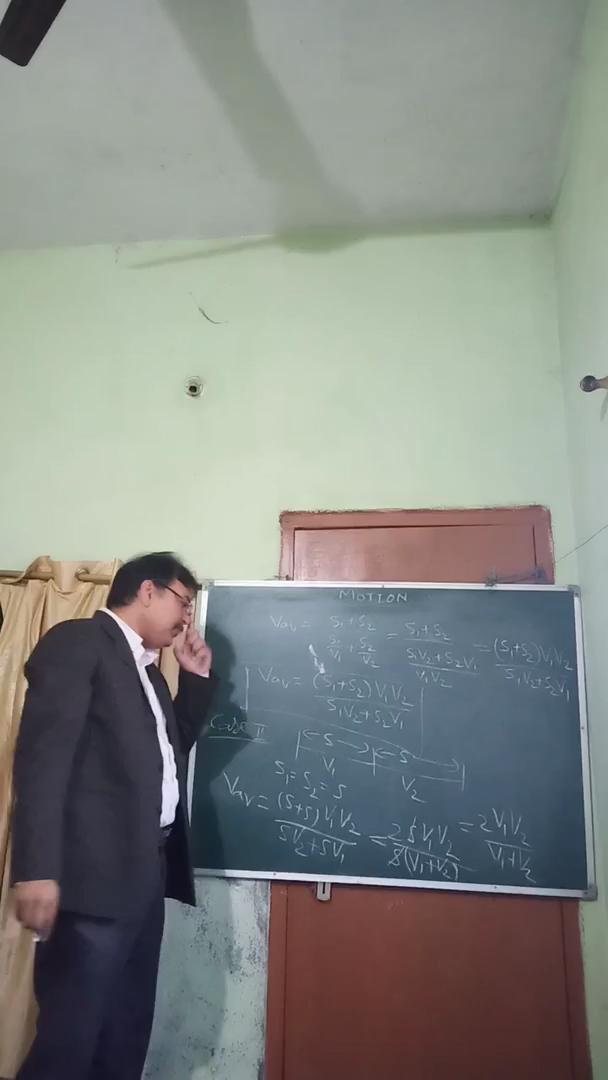 MOTION
Vav = (S₁+S₂)/(S₁/V₁ + S₂/V₂) = (S₁+S₂)/((S₁V₂+S₂V₁)/(V₁V₂)) = (S₁+S₂)V₁V₂/(S₁V₂+S₂V₁)
Vav = (S₁+S₂)V₁V₂/(S₁V₂+S₂V₁)
Case II
S S
V₁ V₂
S₁=S₂=S
Vav = (S+S)V₁V₂/(SV₂+SV₁) = 2SV₁V₂/(S(V₁+V₂)) = 2V₁V₂/(V₁+V₂)